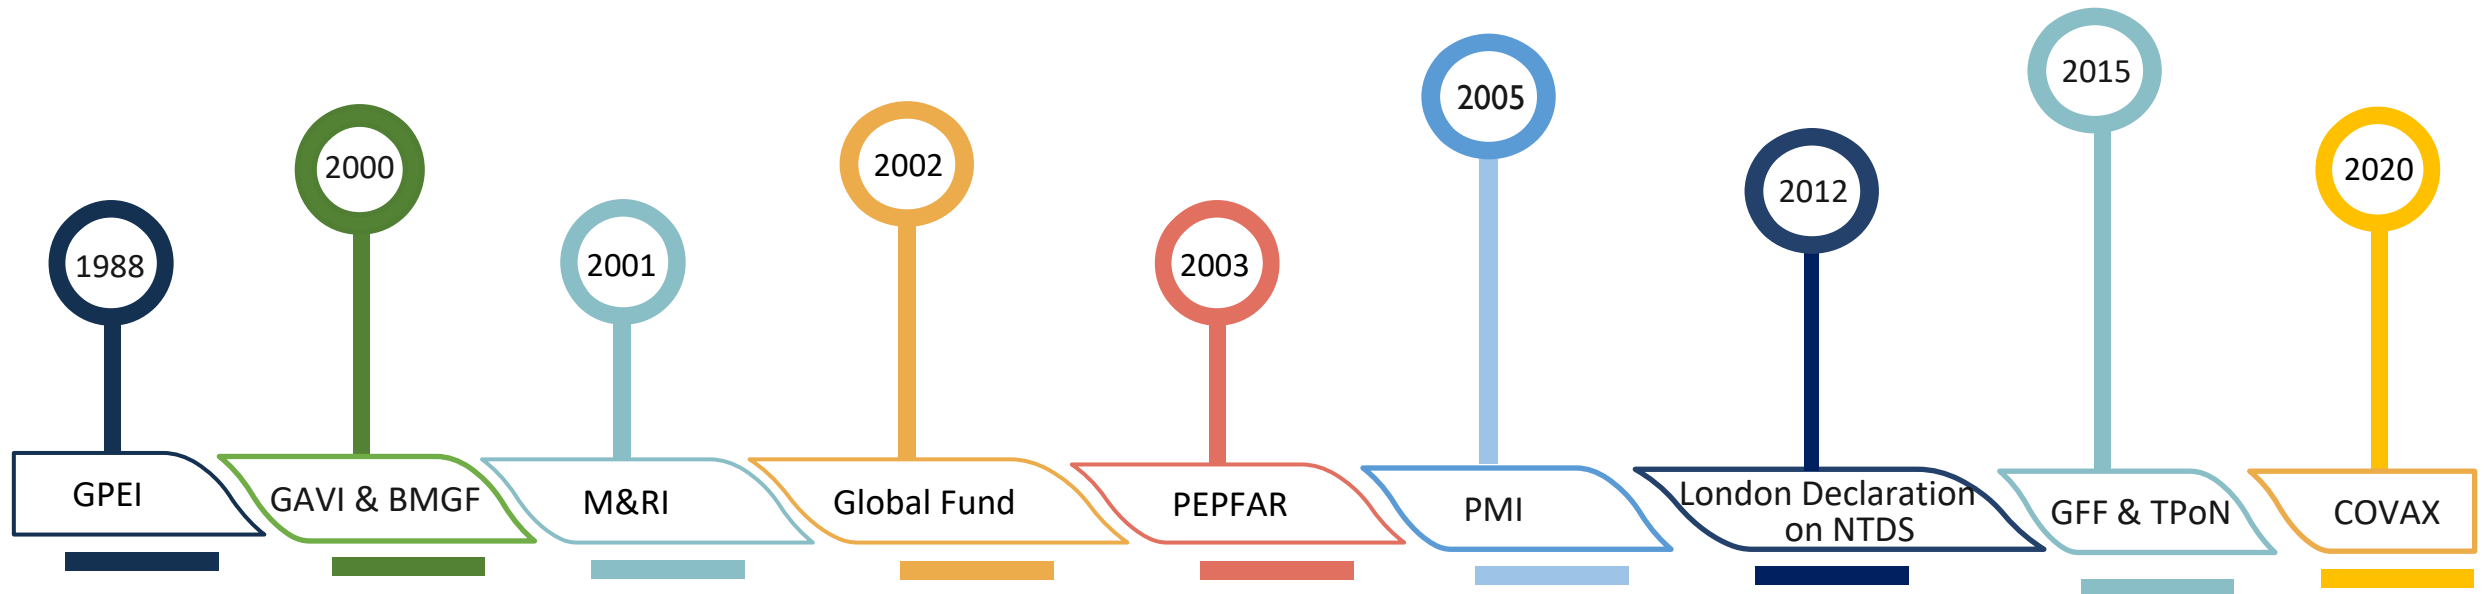 1988
2000
2001
2002
2003
2005
2012
2015
2020
GPEI
GAVI & BMGF
M&RI
Global Fund
PEPFAR
PMI
London Declaration
on NTDS
GFF & TPoN
COVAX